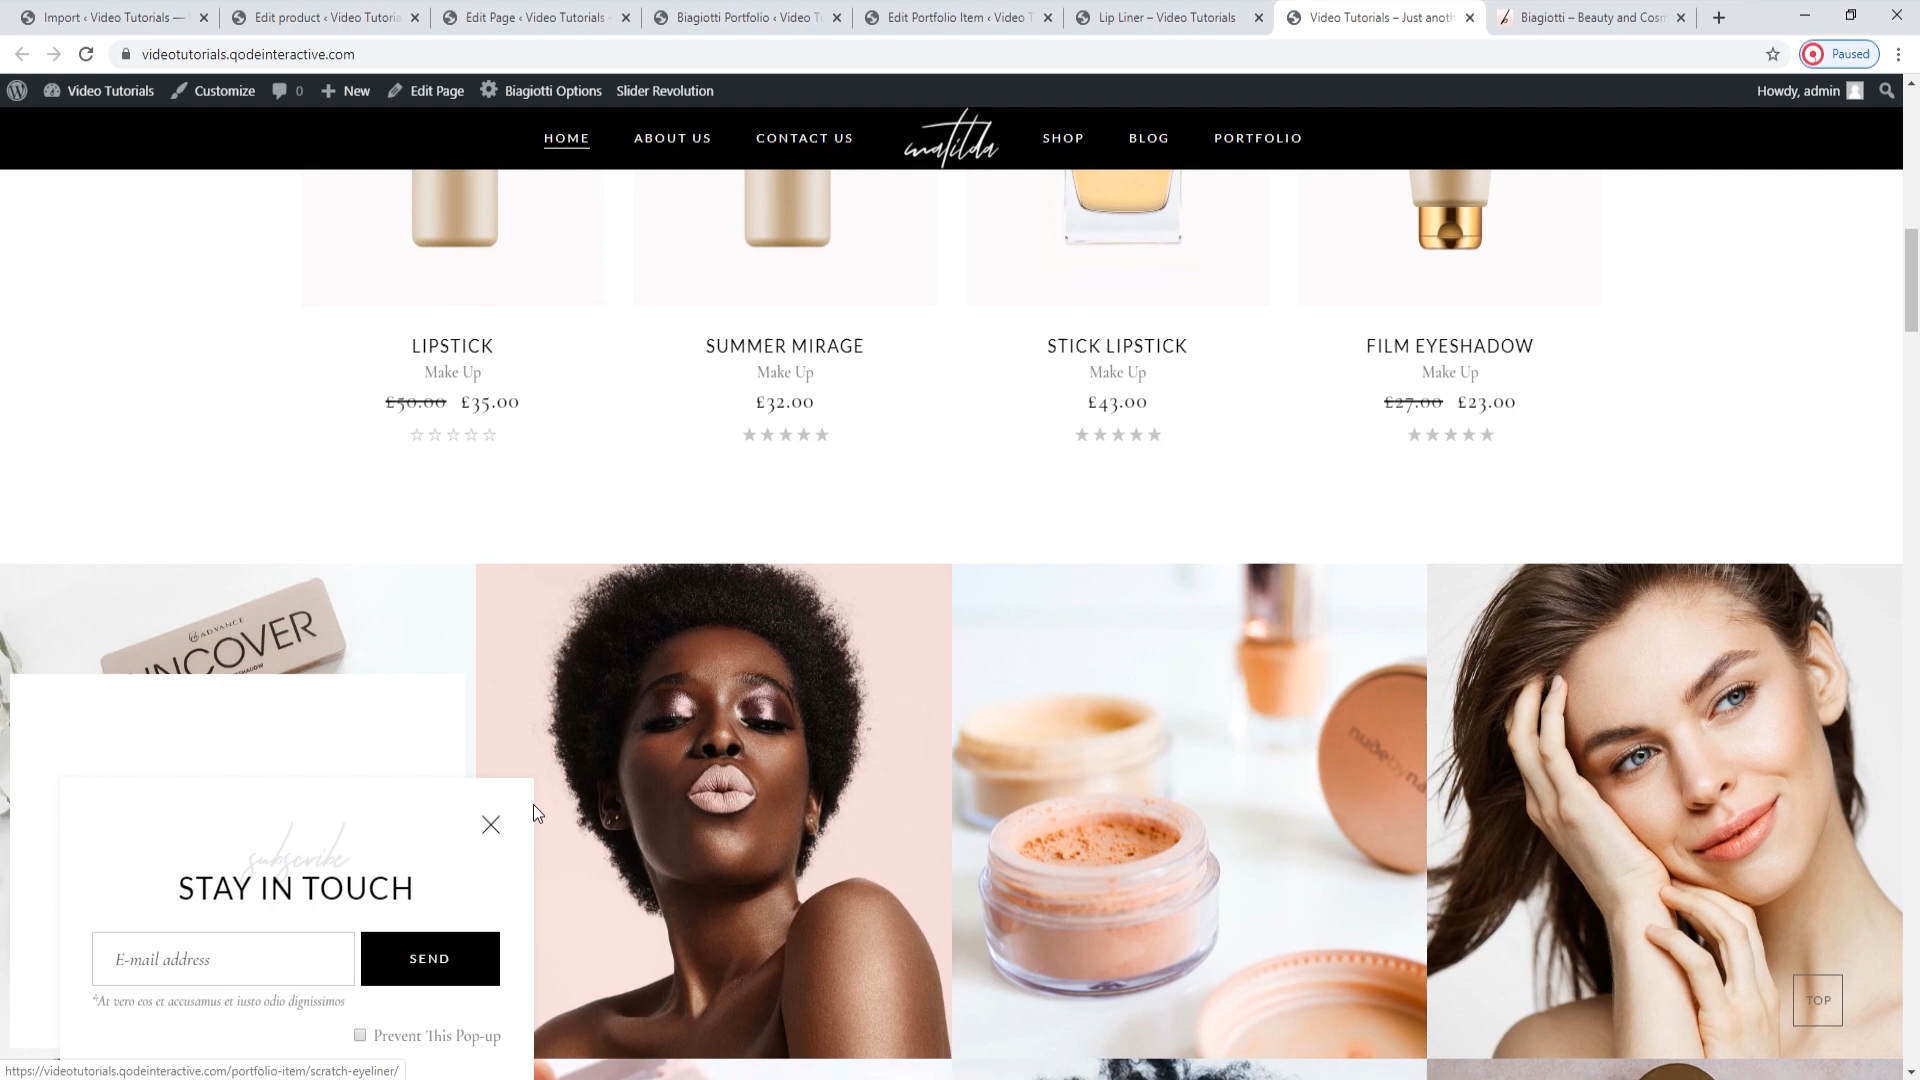 Import ‹ Video Tutorials —
Edit product ‹ Video Tutoria
Edit Page ‹ Video Tutorials
Biagiotti Portfolio ‹ Video T
Edit Portfolio Item ‹ Video T
Lip Liner – Video Tutorials
Video Tutorials – Just anoth
Biagiotti – Beauty and Cosm
videotutorials.qodeinteractive.com
Paused
Video Tutorials
Customize
0
New
Edit Page
Biagiotti Options
Slider Revolution
Howdy, admin
HOME
ABOUT US
CONTACT US
matilda
SHOP
BLOG
PORTFOLIO
LIPSTICK
Make Up
£50.00 £35.00
SUMMER MIRAGE
Make Up
£32.00
STICK LIPSTICK
Make Up
£43.00
FILM EYESHADOW
Make Up
£27.00 £23.00
ADVANCE
UNCOVER
subscribe
STAY IN TOUCH
E-mail address
SEND
*At vero eos et accusamus et iusto odio dignissimos
Prevent This Pop-up
TOP
https://videotutorials.qodeinteractive.com/portfolio-item/scratch-eyeliner/